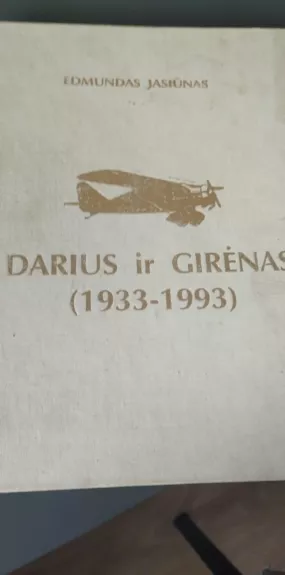 EDMUNDAS JASIŪNAS
DARIUS ir GIRĖNAS
(1933-1993)